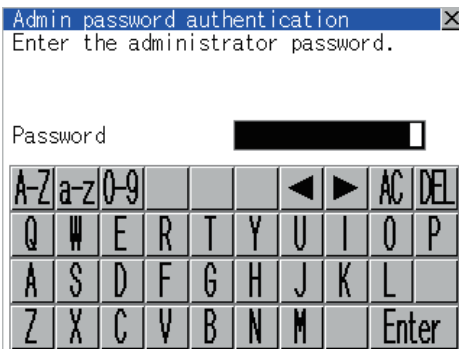 Admin password authentication ×
Enter the administrator password.
Password
A-Z a-z 0-9 ◀ ▶ AC DEL
Q W E R T Y U I O P
A S D F G H J K L
Z X C V B N M Enter